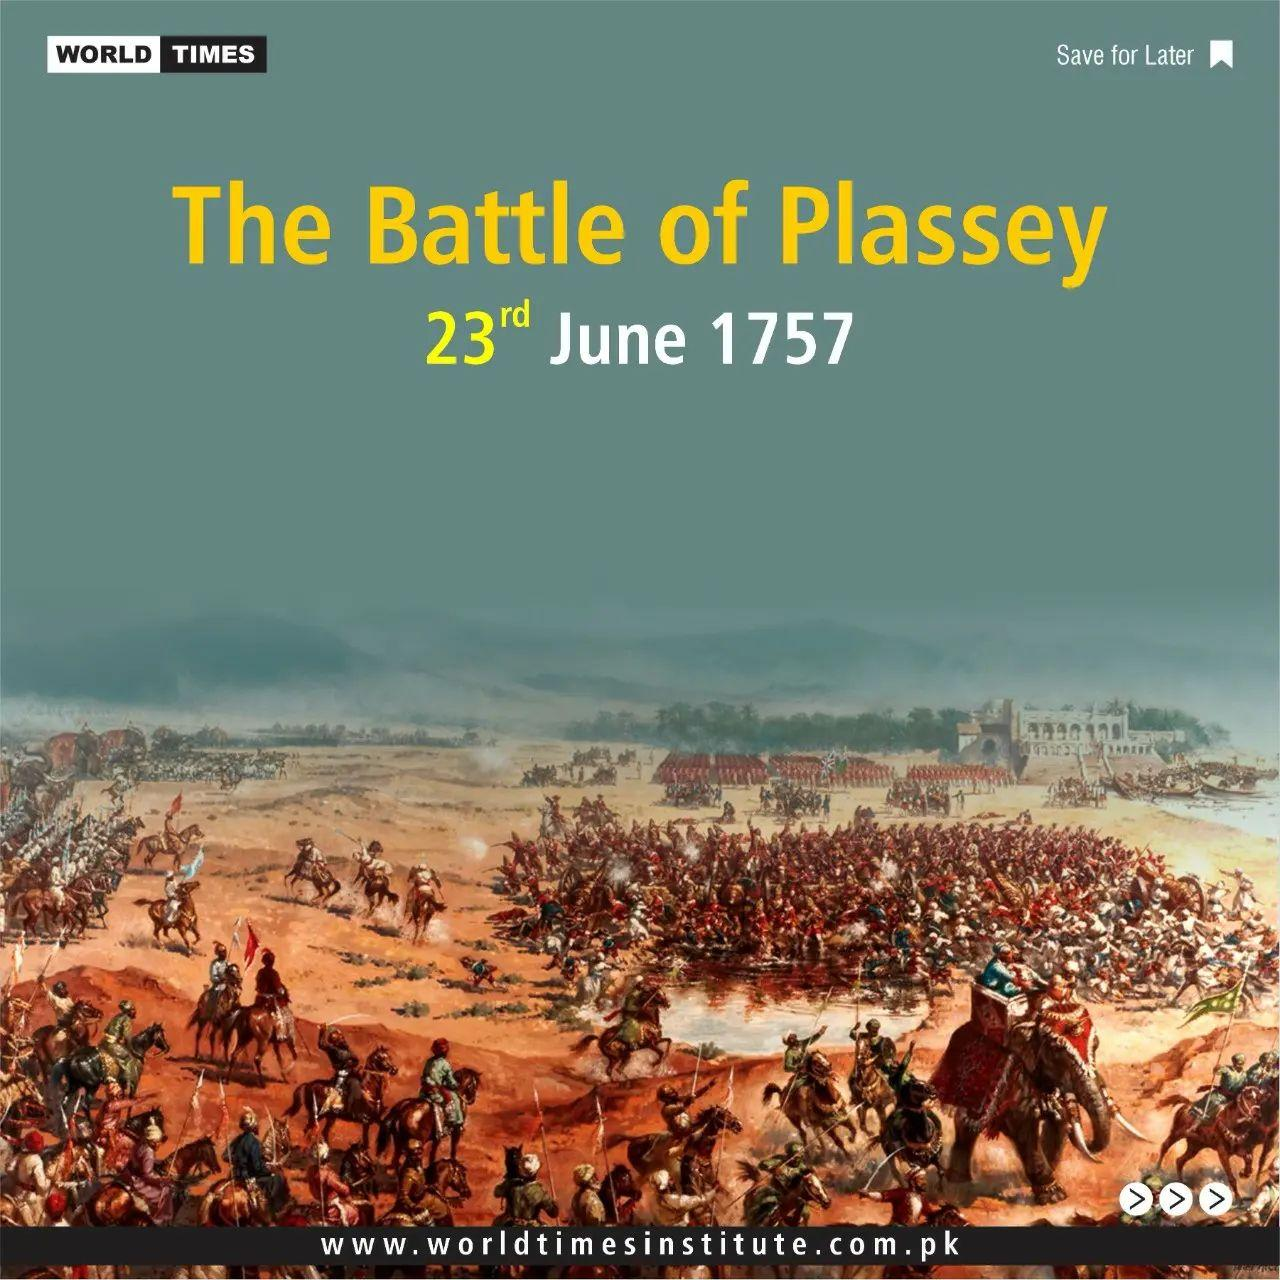 WORLD TIMES
Save for Later
The Battle of Plassey
23rd June 1757
> > >
www.worldtimesinstitute.com.pk